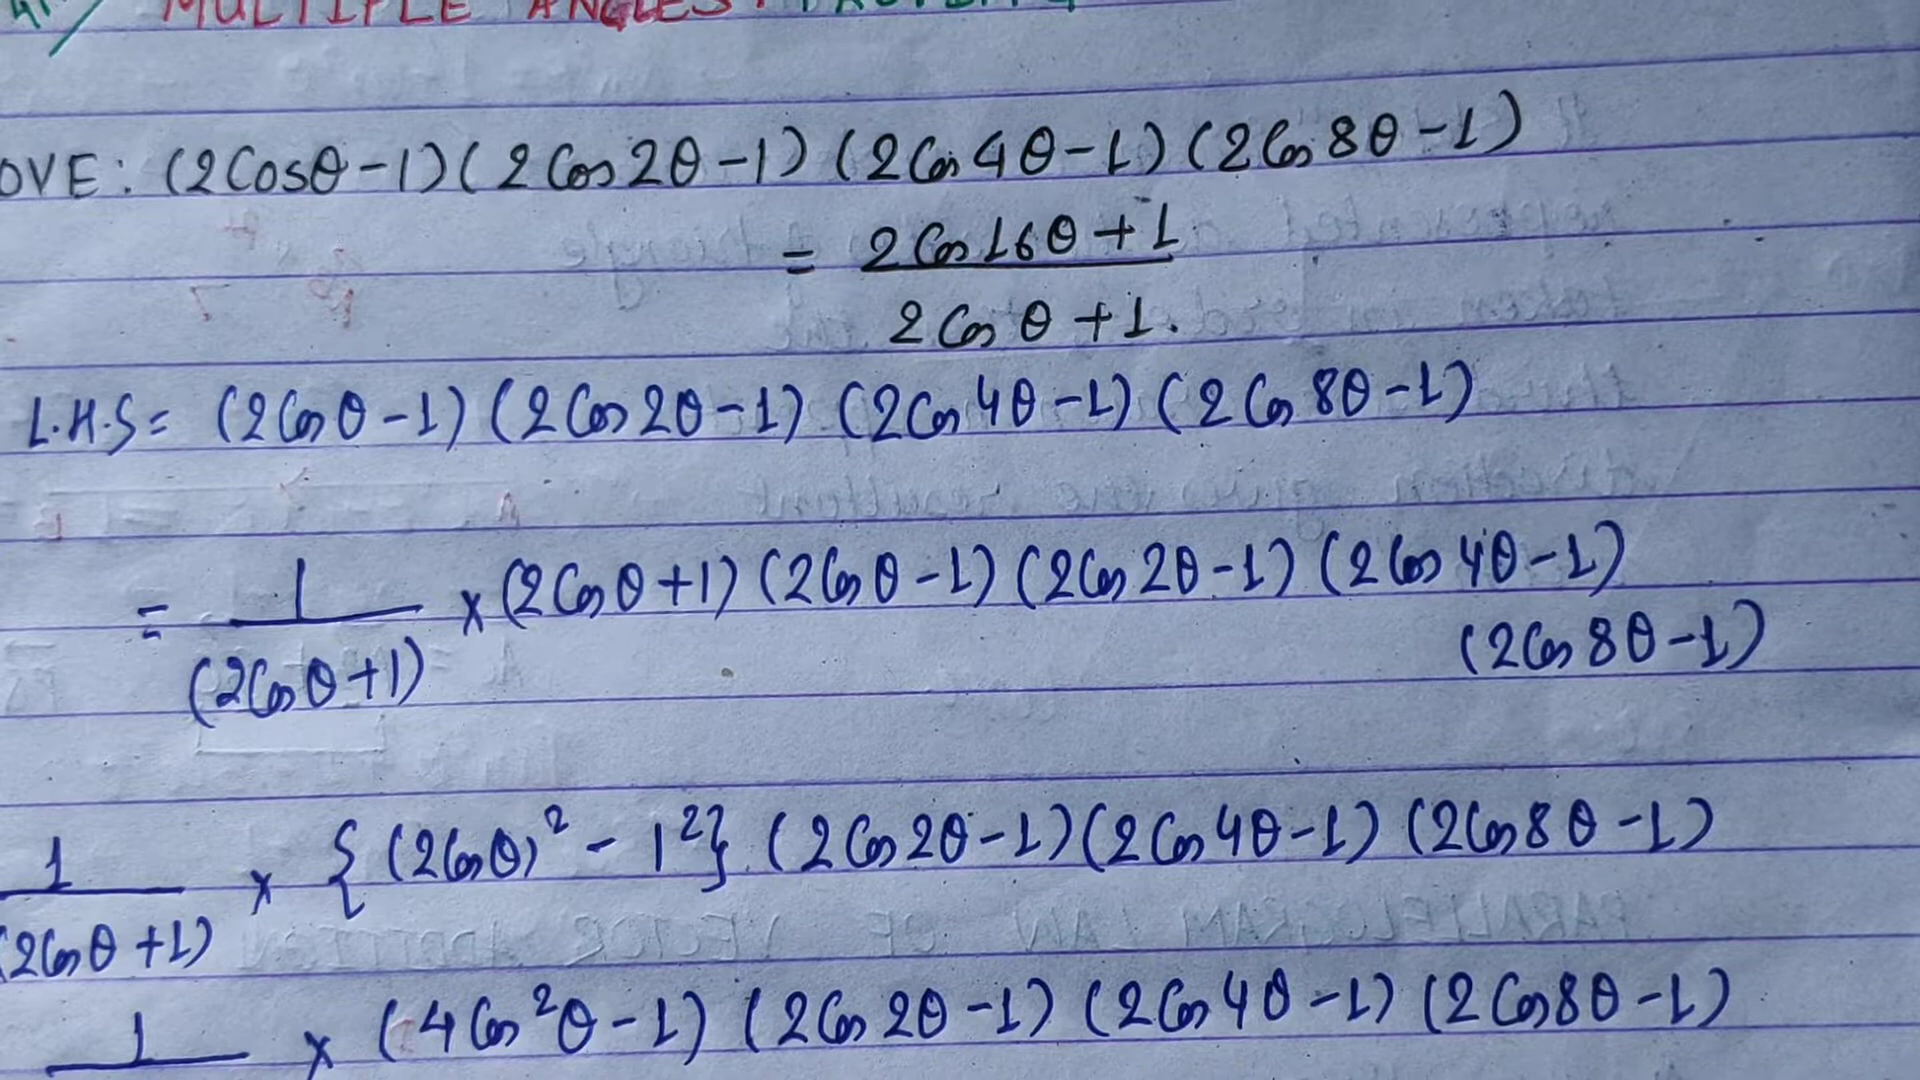 MULTIPLE ANGLES:
OVE: (2Cosθ-1)(2Cos2θ-1)(2Cos4θ-1)(2Cos8θ-1)
= 2Cos16θ+1
2Cosθ+1.
L.H.S= (2Cosθ-1)(2Cos2θ-1)(2Cos4θ-1)(2Cos8θ-1)
= 1
(2Cosθ+1) × (2Cosθ+1)(2Cosθ-1)(2Cos2θ-1)(2Cos4θ-1)
(2Cos8θ-1)
1
(2Cosθ+1) × {(2Cosθ)² - 1²} (2Cos2θ-1)(2Cos4θ-1)(2Cos8θ-1)
1 × (4Cos²θ-1)(2Cos2θ-1)(2Cos4θ-1)(2Cos8θ-1)